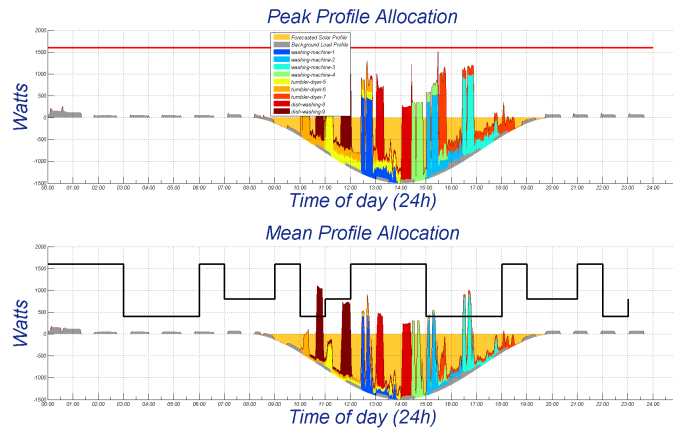 Peak Profile Allocation
Forecasted Solar Profile
Background Load Profile
washing-machine-1
washing-machine-2
washing-machine-3
washing-machine-4
tumbler-dryer-5
tumbler-dryer-6
tumbler-dryer-7
dish-washing-8
dish-washing-9
Watts
2000
1500
1000
500
0
-500
-1000
-1500
00.00 01.00 02.00 03.00 04.00 05.00 06.00 07.00 08.00 09.00 10.00 11.00 12.00 13.00 14.00 15.00 16.00 17.00 18.00 19.00 20.00 21.00 22.00 23.00 24.00
Time of day (24h)
Mean Profile Allocation
Watts
2000
1500
1000
500
0
-500
-1000
-1500
00.00 01.00 02.00 03.00 04.00 05.00 06.00 07.00 08.00 09.00 10.00 11.00 12.00 13.00 14.00 15.00 16.00 17.00 18.00 19.00 20.00 21.00 22.00 23.00 24.00
Time of day (24h)